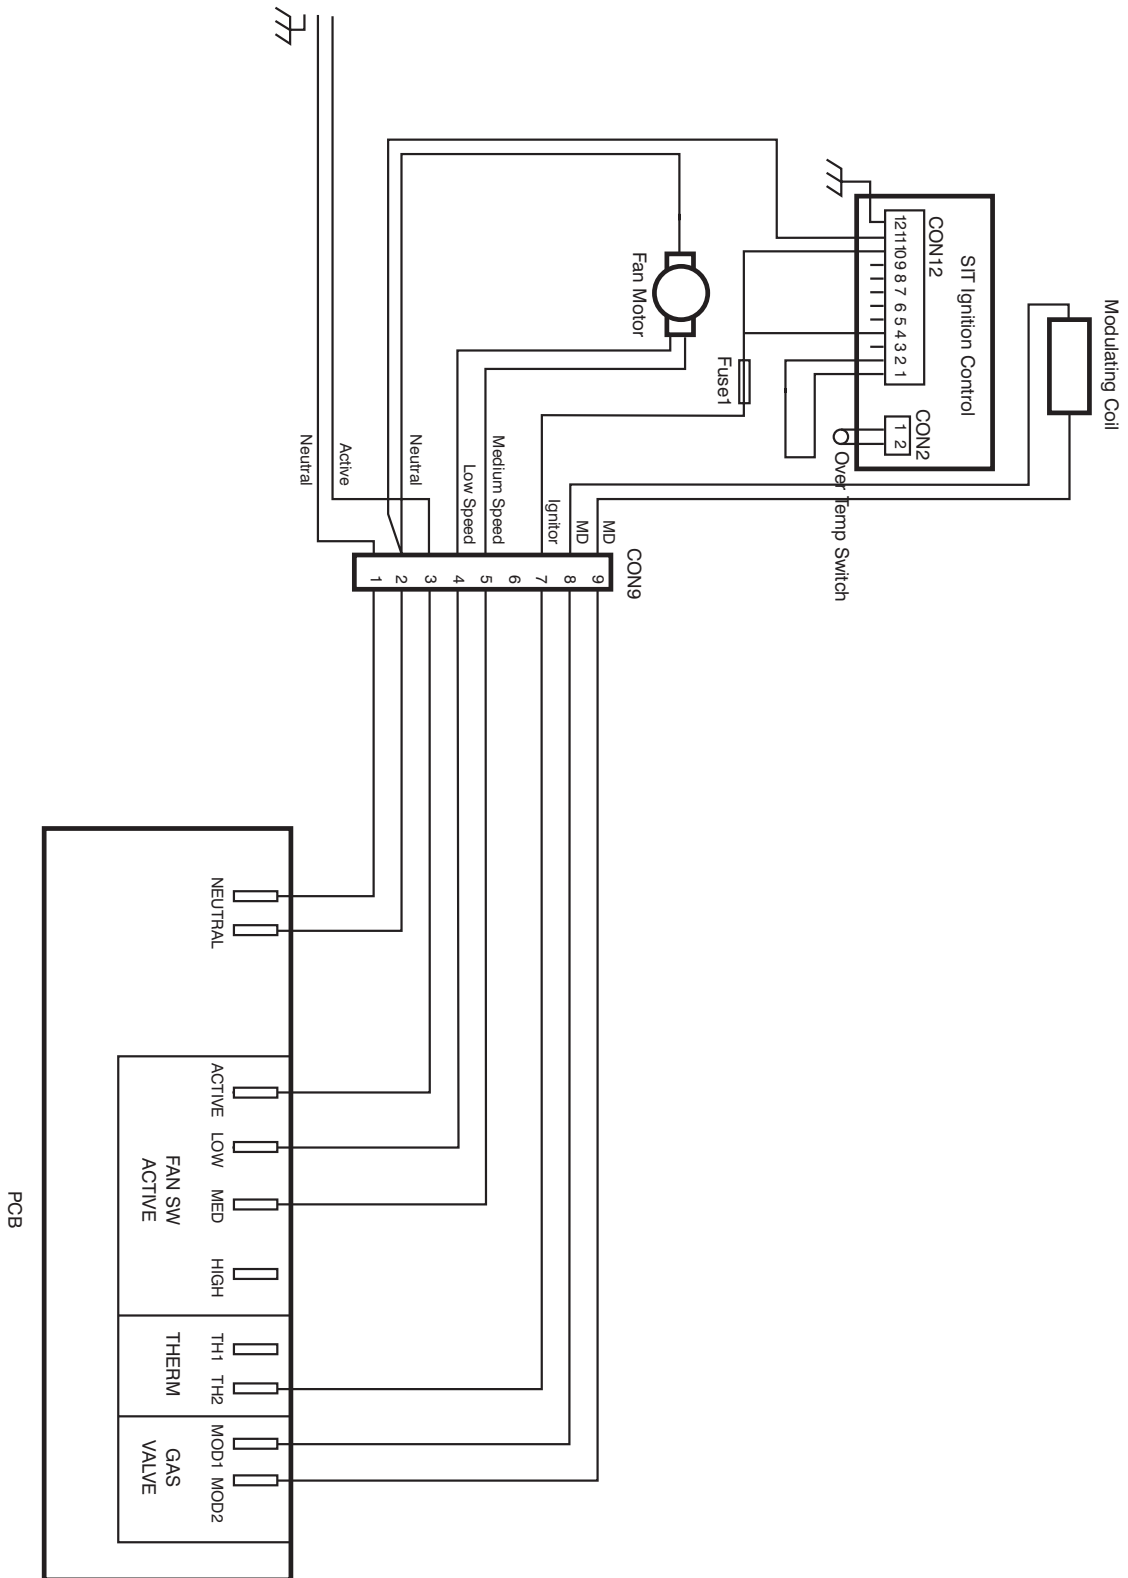 Modulating Coil
SIT Ignition Control
CON12
12 11 10 9 8 7 6 5 4 3 2 1
CON2
1 2
Over Temp Switch
Fuse1
Fan Motor
CON9
MD
MD
Ignitor
Medium Speed
Low Speed
Neutral
Active
Neutral
1 2 3 4 5 6 7 8 9
NEUTRAL
ACTIVE
LOW
MED
HIGH
TH1
TH2
MOD1
MOD2
FAN SW
ACTIVE
THERM
GAS
VALVE
PCB